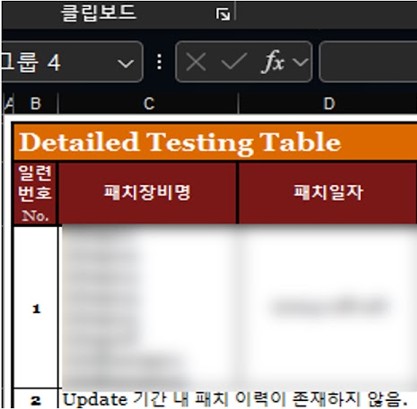 클립보드
그룹 4
fx
A B C D
Detailed Testing Table
일련
번호
No.
패치장비명
패치일자
1
2
Update 기간 내 패치 이력이 존재하지 않음.